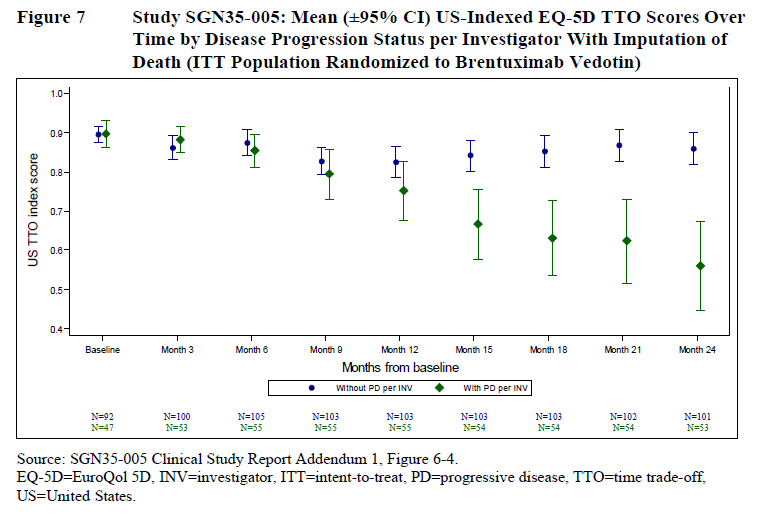 Figure 7 Study SGN35-005: Mean (±95% CI) US-Indexed EQ-5D TTO Scores Over
Time by Disease Progression Status per Investigator With Imputation of
Death (ITT Population Randomized to Brentuximab Vedotin)
1.0
0.9
0.8
0.7
0.6
0.5
0.4
US TTO index score
Baseline Month 3 Month 6 Month 9 Month 12 Month 15 Month 18 Month 21 Month 24
Months from baseline
Without PD per INV With PD per INV
N=92 N=100 N=105 N=103 N=103 N=103 N=103 N=102 N=101
N=47 N=53 N=55 N=55 N=55 N=54 N=54 N=54 N=53
Source: SGN35-005 Clinical Study Report Addendum 1, Figure 6-4.
EQ-5D=EuroQol 5D, INV=investigator, ITT=intent-to-treat, PD=progressive disease, TTO=time trade-off,
US=United States.